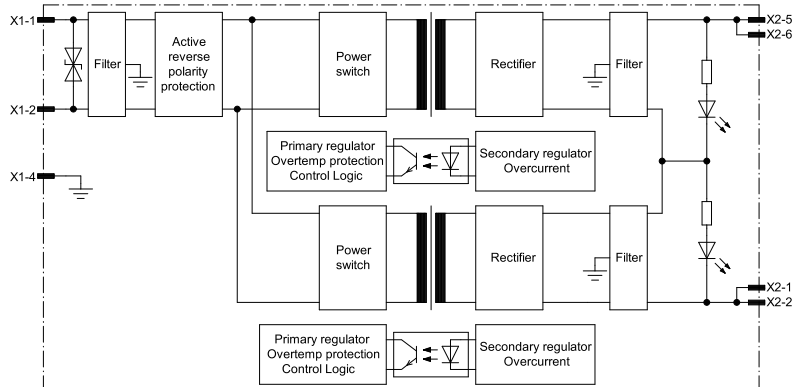 X1-1
X2-5
X2-6
Filter
Active
reverse
polarity
protection
Power
switch
Rectifier
Filter
X1-2
Primary regulator
Overtemp protection
Control Logic
Secondary regulator
Overcurrent
X1-4
Power
switch
Rectifier
Filter
X2-1
X2-2
Primary regulator
Overtemp protection
Control Logic
Secondary regulator
Overcurrent